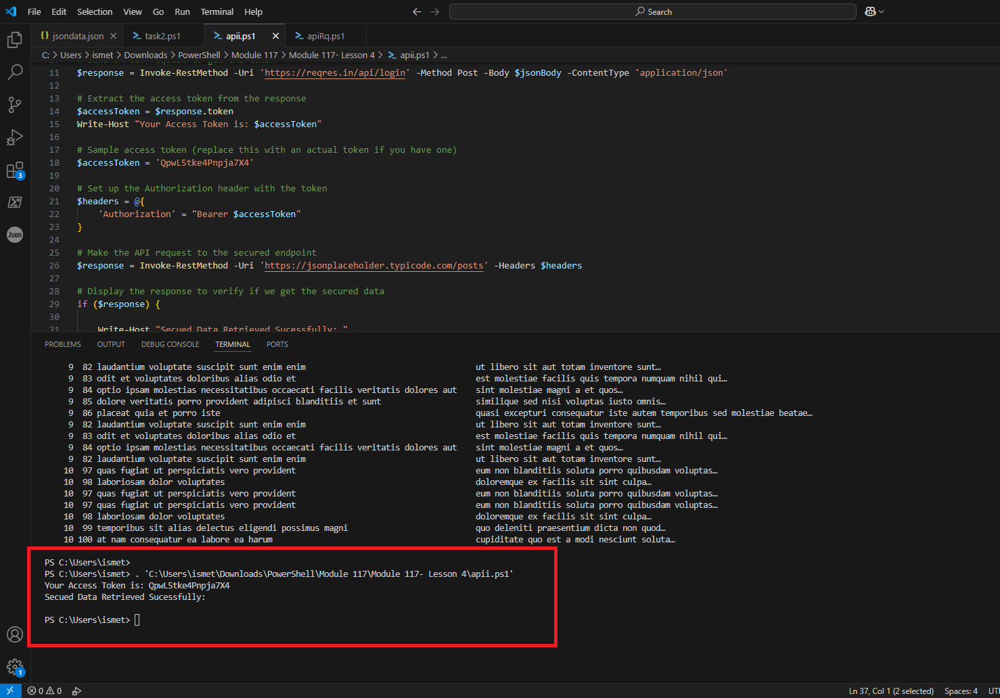 File Edit Selection View Go Run Terminal Help
Search
jsondata.json
task2.ps1
apii.ps1
apiRq.ps1
C: > Users > ismet > Downloads > PowerShell > Module 117 > Module 117- Lesson 4 > apii.ps1 > ...
11 $response = Invoke-RestMethod -Uri 'https://reqres.in/api/login' -Method Post -Body $jsonBody -ContentType 'application/json'
12
13 # Extract the access token from the response
14 $accessToken = $response.token
15 Write-Host "Your Access Token is: $accessToken"
16
17 # Sample access token (replace this with an actual token if you have one)
18 $accessToken = 'QpwL5tke4Pnpja7X4'
19
20 # Set up the Authorization header with the token
21 $headers = @{
22 'Authorization' = "Bearer $accessToken"
23 }
24
25 # Make the API request to the secured endpoint
26 $response = Invoke-RestMethod -Uri 'https://jsonplaceholder.typicode.com/posts' -Headers $headers
27
28 # Display the response to verify if we get the secured data
29 if ($response) {
30
31 Write-Host "Secued Data Retrieved Sucessfully: "
3
Json
PROBLEMS OUTPUT DEBUG CONSOLE TERMINAL PORTS
9 82 laudantium voluptate suscipit sunt enim enim ut libero sit aut totam inventore sunt…
9 83 odit et voluptates doloribus alias odio et est molestiae facilis quis tempora numquam nihil qui…
9 84 optio ipsam molestias necessitatibus occaecati facilis veritatis dolores aut sint molestiae magni a et quos…
9 85 dolore veritatis porro provident adipisci blanditiis et sunt similique sed nisi voluptas iusto omnis…
9 86 placeat quia et porro iste quasi excepturi consequatur iste autem temporibus sed molestiae beatae…
9 82 laudantium voluptate suscipit sunt enim enim ut libero sit aut totam inventore sunt…
9 83 odit et voluptates doloribus alias odio et est molestiae facilis quis tempora numquam nihil qui…
9 84 optio ipsam molestias necessitatibus occaecati facilis veritatis dolores aut sint molestiae magni a et quos…
9 82 laudantium voluptate suscipit sunt enim enim ut libero sit aut totam inventore sunt…
10 97 quas fugiat ut perspiciatis vero provident eum non blanditiis soluta porro quibusdam voluptas…
10 98 laboriosam dolor voluptates doloremque ex facilis sit sint culpa…
10 97 quas fugiat ut perspiciatis vero provident eum non blanditiis soluta porro quibusdam voluptas…
10 97 quas fugiat ut perspiciatis vero provident eum non blanditiis soluta porro quibusdam voluptas…
10 98 laboriosam dolor voluptates doloremque ex facilis sit sint culpa…
10 99 temporibus sit alias delectus eligendi possimus magni quo deleniti praesentium dicta non quod…
10 100 at nam consequatur ea labore ea harum cupiditate quo est a modi nesciunt soluta…
PS C:\Users\ismet>
PS C:\Users\ismet> . 'C:\Users\ismet\Downloads\PowerShell\Module 117\Module 117- Lesson 4\apii.ps1'
Your Access Token is: QpwL5tke4Pnpja7X4
Secued Data Retrieved Sucessfully:
PS C:\Users\ismet>
1
0 0
Ln 37, Col 1 (2 selected) Spaces: 4 UT